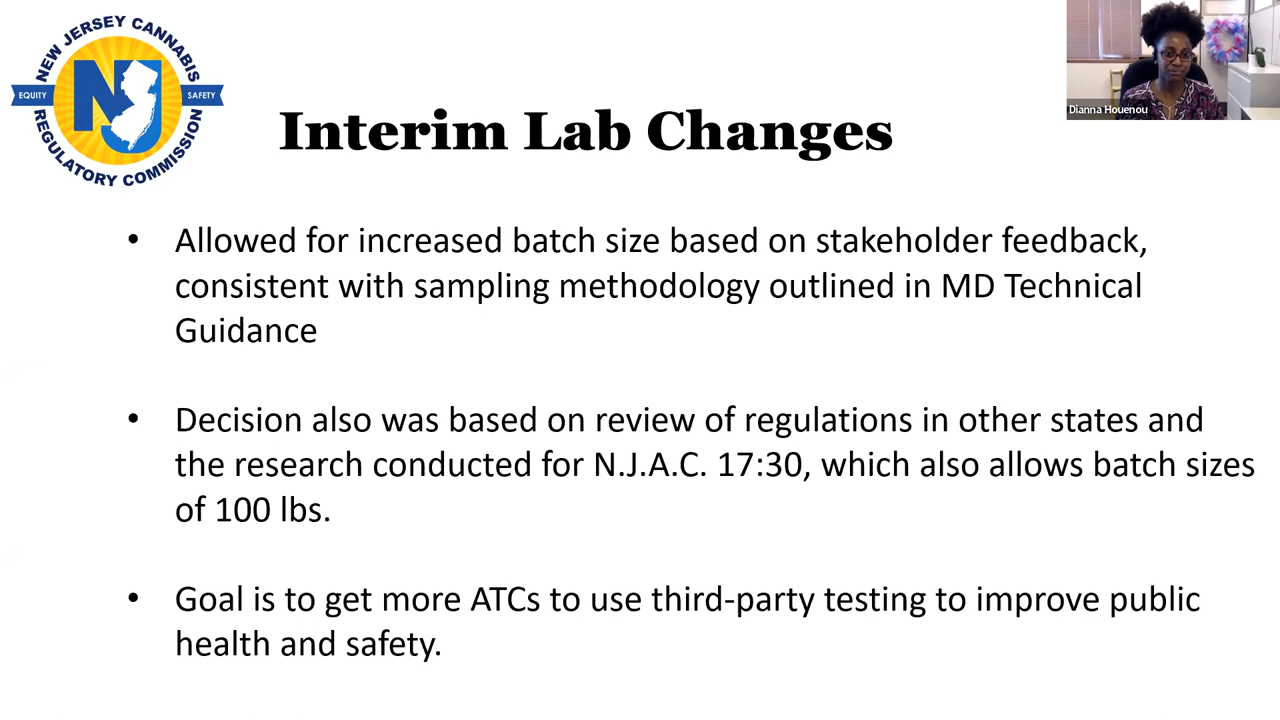 NEW JERSEY CANNABIS
EQUITY
NJ
SAFETY
REGULATORY COMMISSION
Dianna Houenou
Interim Lab Changes
• Allowed for increased batch size based on stakeholder feedback,
consistent with sampling methodology outlined in MD Technical
Guidance
• Decision also was based on review of regulations in other states and
the research conducted for N.J.A.C. 17:30, which also allows batch sizes
of 100 lbs.
• Goal is to get more ATCs to use third-party testing to improve public
health and safety.